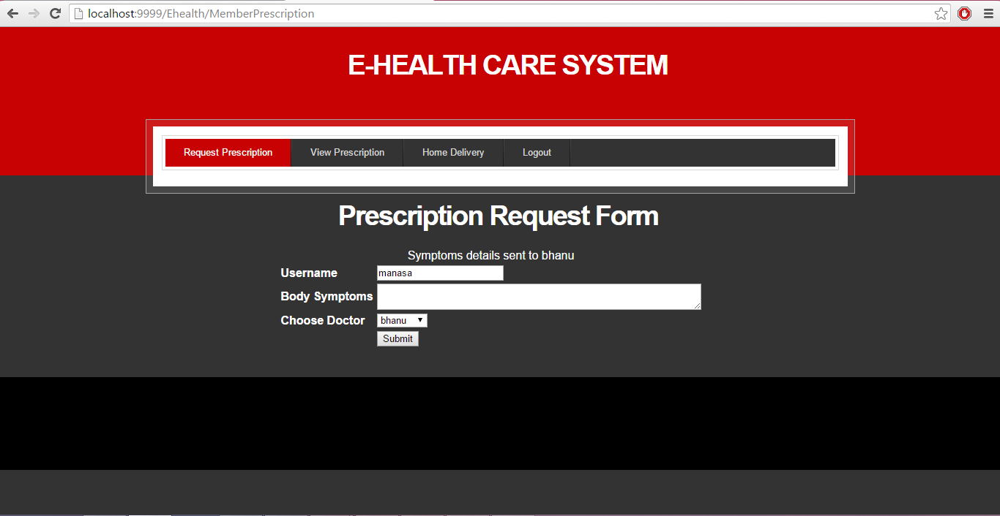 localhost:9999/Ehealth/MemberPrescription
E-HEALTH CARE SYSTEM
Request Prescription View Prescription Home Delivery Logout
Prescription Request Form
Symptoms details sent to bhanu
Username manasa
Body Symptoms
Choose Doctor bhanu
Submit